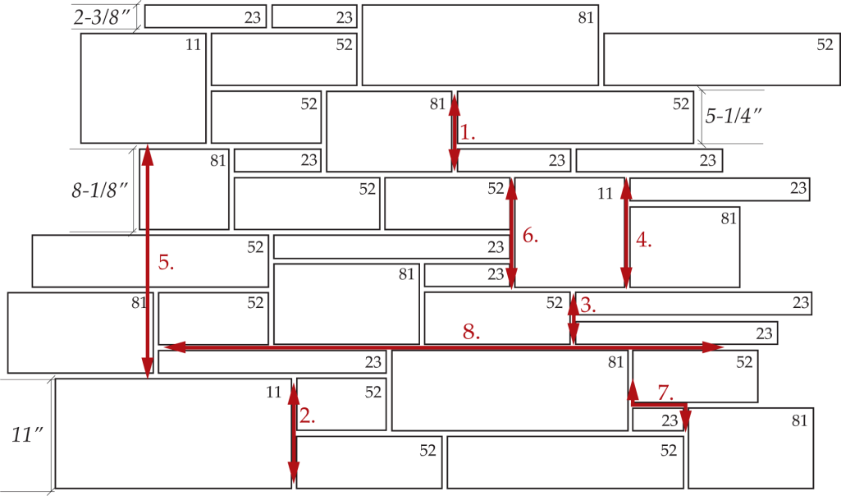 2-3/8” 23 23 81
11 52 52
52 81 52 5-1/4”
1.
81 23 23 23
8-1/8” 52 52 11 23
81
6. 4.
52 23
5. 81 23
81 52 52 3. 23
8. 23
23 81 52
11 52 7.
2. 23 81
11” 52 52